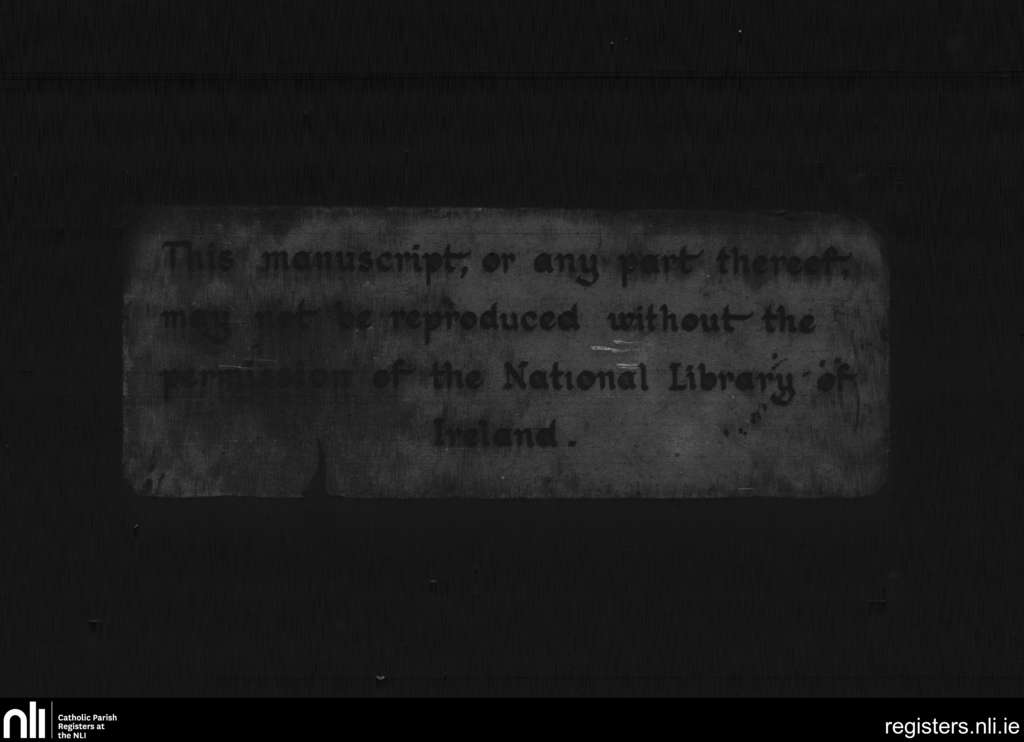 This manuscript, or any part thereof,
may not be reproduced without the
permission of the National Library of
Ireland.
nli
Catholic Parish
Registers at
the NLI
registers.nli.ie